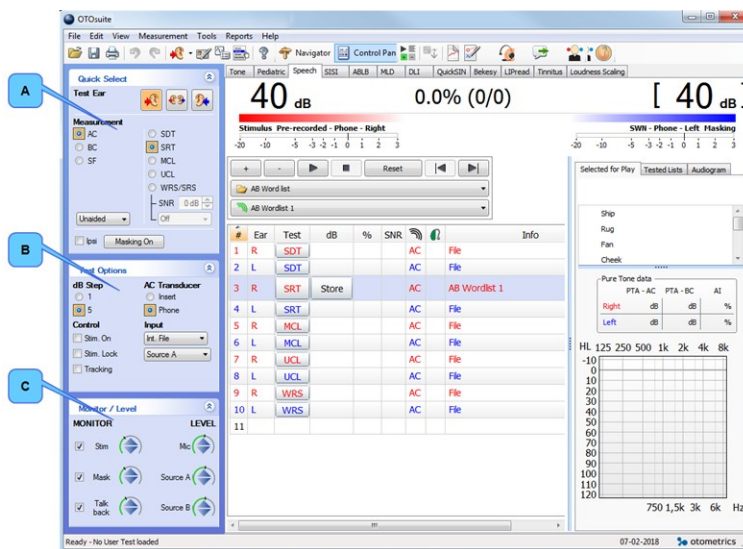 OTOsuite
File Edit View Measurement Tools Reports Help
Navigator Control Pan
A
B
C
Quick Select
Test Ear
Measurement
AC SDT
BC SRT
SF MCL
UCL
WRS/SRS
SNR 0 dB
Unaided Off
Ipsi Masking On
Test Options
dB Step AC Transducer
1 Insert
5 Phone
Control Input
Stim. On Int. File
Stim. Lock Source A
Tracking
Monitor / Level
MONITOR LEVEL
Stim Mic
Mask Source A
Talk back Source B
Tone Pediatric Speech SISI ABLB MLD DLI QuickSIN Bekesy LIPread Tinnitus Loudness Scaling
40 dB 0.0% (0/0) [ 40 dB ]
Stimulus Pre-recorded - Phone - Right SWN - Phone - Left Masking
-20 -10 -5 -3 -2 -1 0 1 2 3 -20 -10 -5 -3 -2 -1 0 1 2 3
+ - Reset
AB Word list
AB Wordlist 1
# Ear Test dB % SNR Info
1 R SDT AC File
2 L SDT AC File
3 R SRT Store AC AB Wordlist 1
4 L SRT AC File
5 R MCL AC File
6 L MCL AC File
7 R UCL AC File
8 L UCL AC File
9 R WRS AC File
10 L WRS AC File
11
Selected for Play Tested Lists Audiogram
Ship
Rug
Fan
Cheek
Pure Tone data
PTA - AC PTA - BC AI
Right dB dB %
Left dB dB %
HL 125 250 500 1k 2k 4k 8k
-10
0
10
20
30
40
50
60
70
80
90
100
110
120
750 1,5k 3k 6k Hz
Ready - No User Test loaded 07-02-2018 otometrics